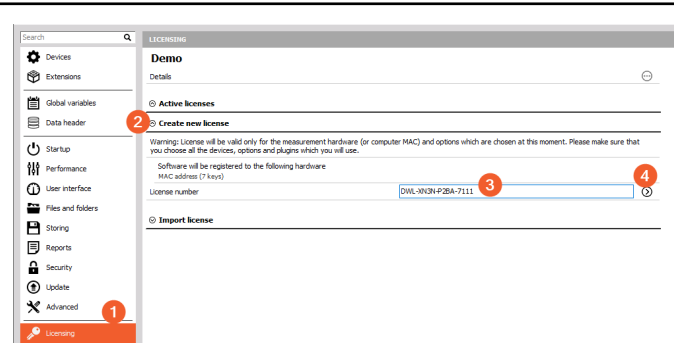 Search
Devices
Extensions
Global variables
Data header
Startup
Performance
User interface
Files and folders
Storing
Reports
Security
Update
Advanced
1
Licensing
LICENSING
Demo
Details
Active licenses
2
Create new license
Warning: License will be valid only for the measurement hardware (or computer MAC) and options which are chosen at this moment. Please make sure that
you choose all the devices, options and plugins which you will use.
Software will be registered to the following hardware
MAC address (7 keys)
License number
DWL-XN3N-P2BA-7111
3
4
Import license